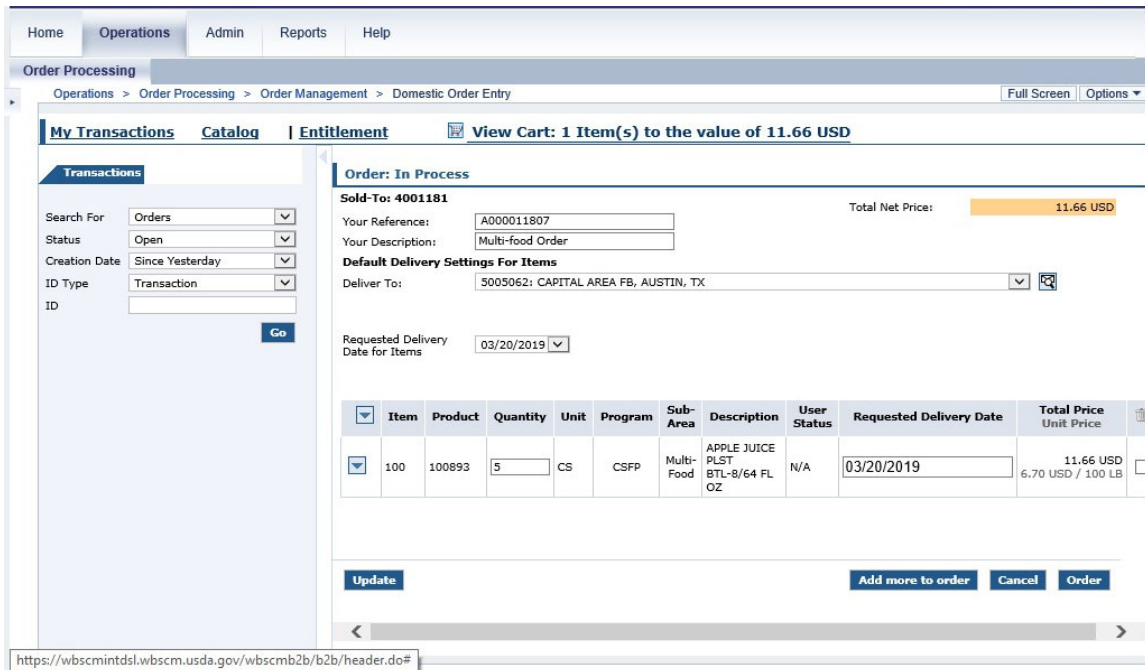 Home Operations Admin Reports Help
Order Processing
Operations > Order Processing > Order Management > Domestic Order Entry Full Screen Options
My Transactions Catalog | Entitlement View Cart: 1 Item(s) to the value of 11.66 USD
Transactions
Search For Orders
Status Open
Creation Date Since Yesterday
ID Type Transaction
ID
Go
Order: In Process
Sold-To: 4001181
Total Net Price: 11.66 USD
Your Reference: A000011807
Your Description: Multi-food Order
Default Delivery Settings For Items
Deliver To: 5005062: CAPITAL AREA FB, AUSTIN, TX
Requested Delivery
Date for Items 03/20/2019
Item Product Quantity Unit Program Sub-Area Description User Status Requested Delivery Date Total Price
Unit Price
100 100893 5 CS CSFP Multi-Food APPLE JUICE PLST BTL-8/64 FL OZ N/A 03/20/2019 11.66 USD
6.70 USD / 100 LB
Update Add more to order Cancel Order
https://wbscmintdsl.wbscm.usda.gov/wbscmb2b/b2b/header.do#